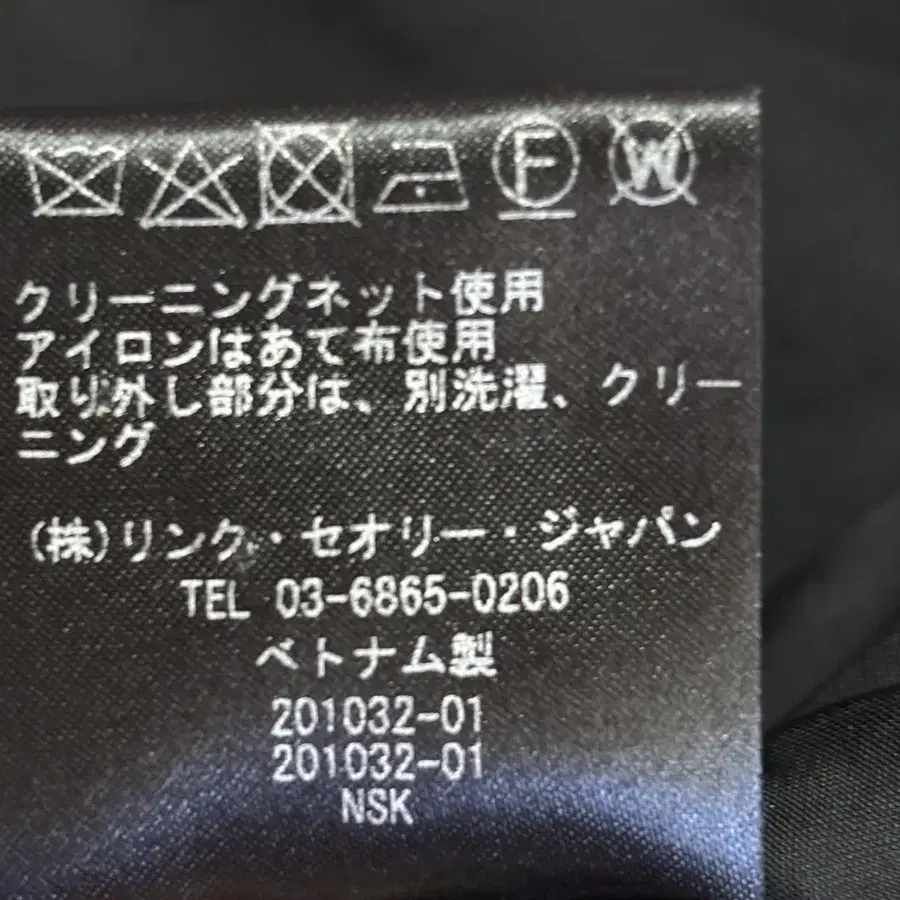 F W
クリーニングネット使用
アイロンはあて布使用
取り外し部分は、別洗濯、クリー
ニング
(株)リンク・セオリー・ジャパン
TEL 03-6865-0206
ベトナム製
201032-01
201032-01
NSK